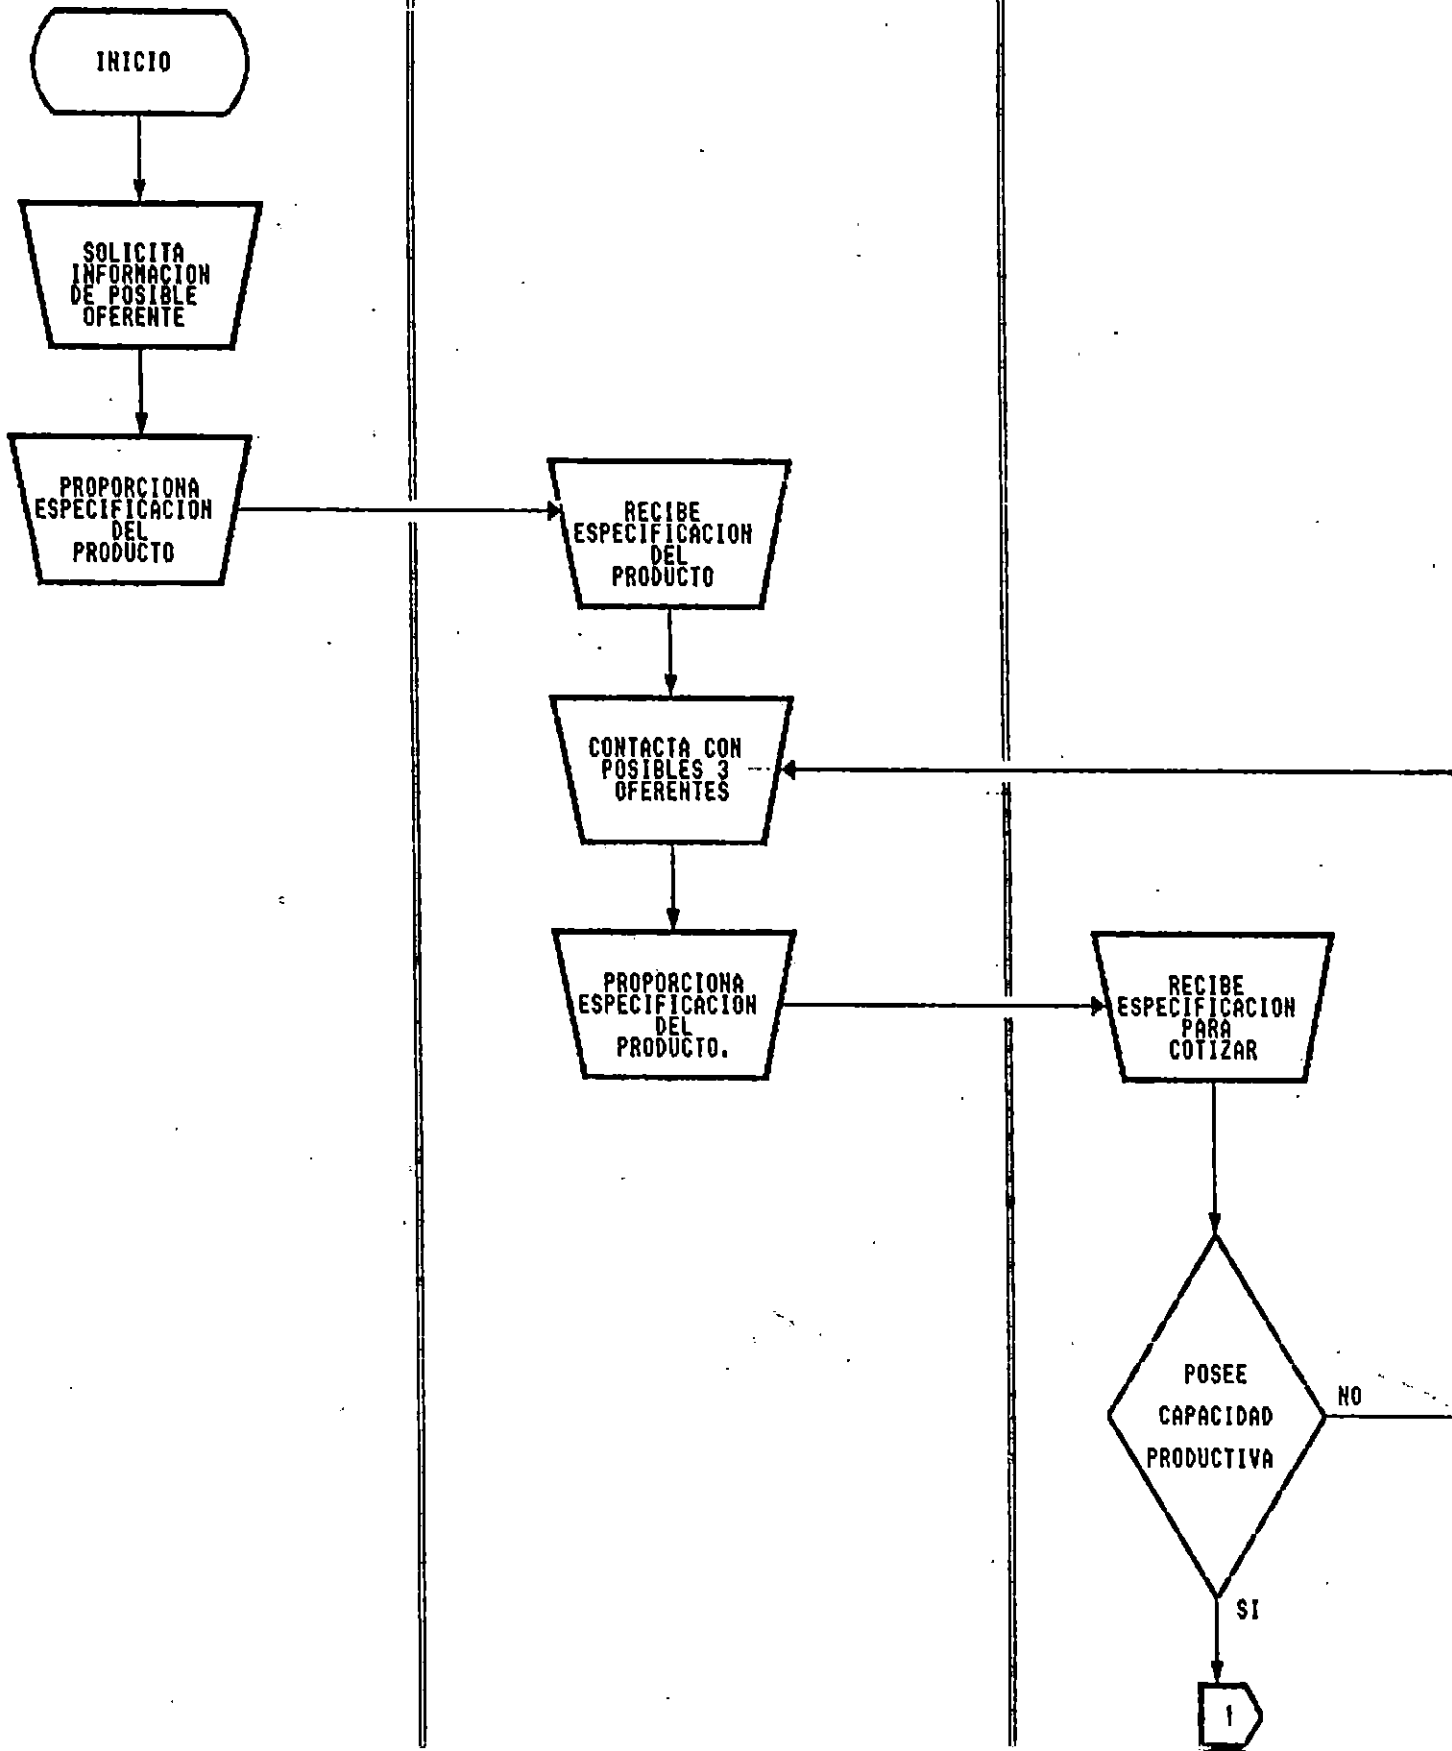 INICIO
SOLICITA
INFORMACION
DE POSIBLE
OFERENTE
PROPORCIONA
ESPECIFICACION
DEL
PRODUCTO
RECIBE
ESPECIFICACION
DEL
PRODUCTO
CONTACTA CON
POSIBLES 3
OFERENTES
PROPORCIONA
ESPECIFICACION
DEL
PRODUCTO.
RECIBE
ESPECIFICACION
PARA
COTIZAR
POSEE
CAPACIDAD
PRODUCTIVA
NO
SI
1